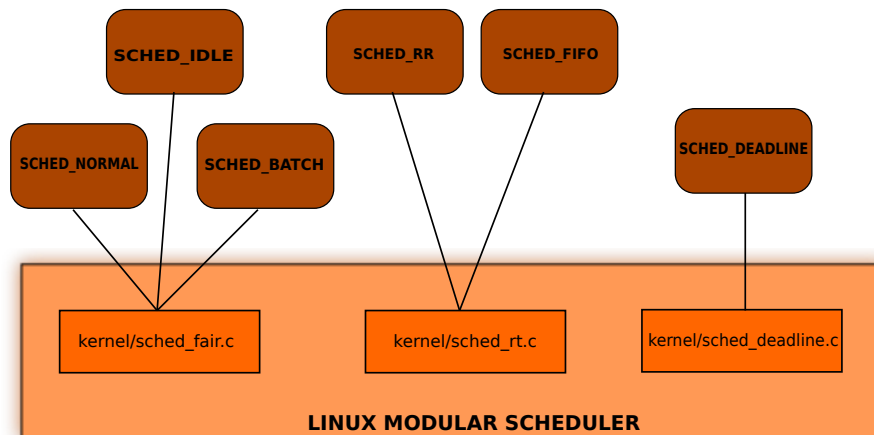 SCHED_IDLE
SCHED_RR
SCHED_FIFO
SCHED_NORMAL
SCHED_BATCH
SCHED_DEADLINE
kernel/sched_fair.c
kernel/sched_rt.c
kernel/sched_deadline.c
LINUX MODULAR SCHEDULER